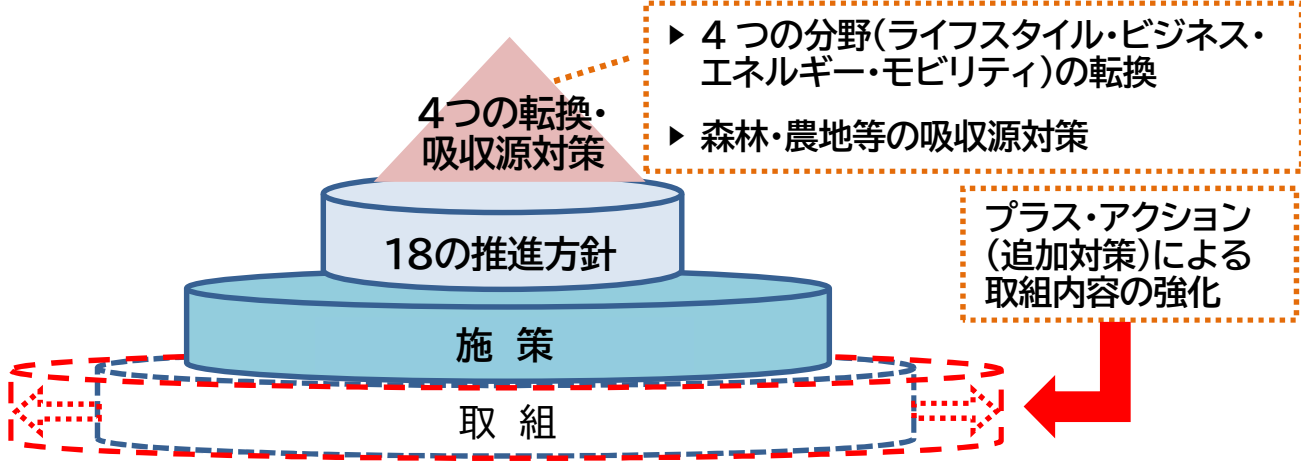 ▶ 4 つの分野(ライフスタイル・ビジネス・
エネルギー・モビリティ)の転換
▶ 森林・農地等の吸収源対策
4つの転換・
吸収源対策
プラス・アクション
(追加対策)による
取組内容の強化
18の推進方針
施 策
取 組